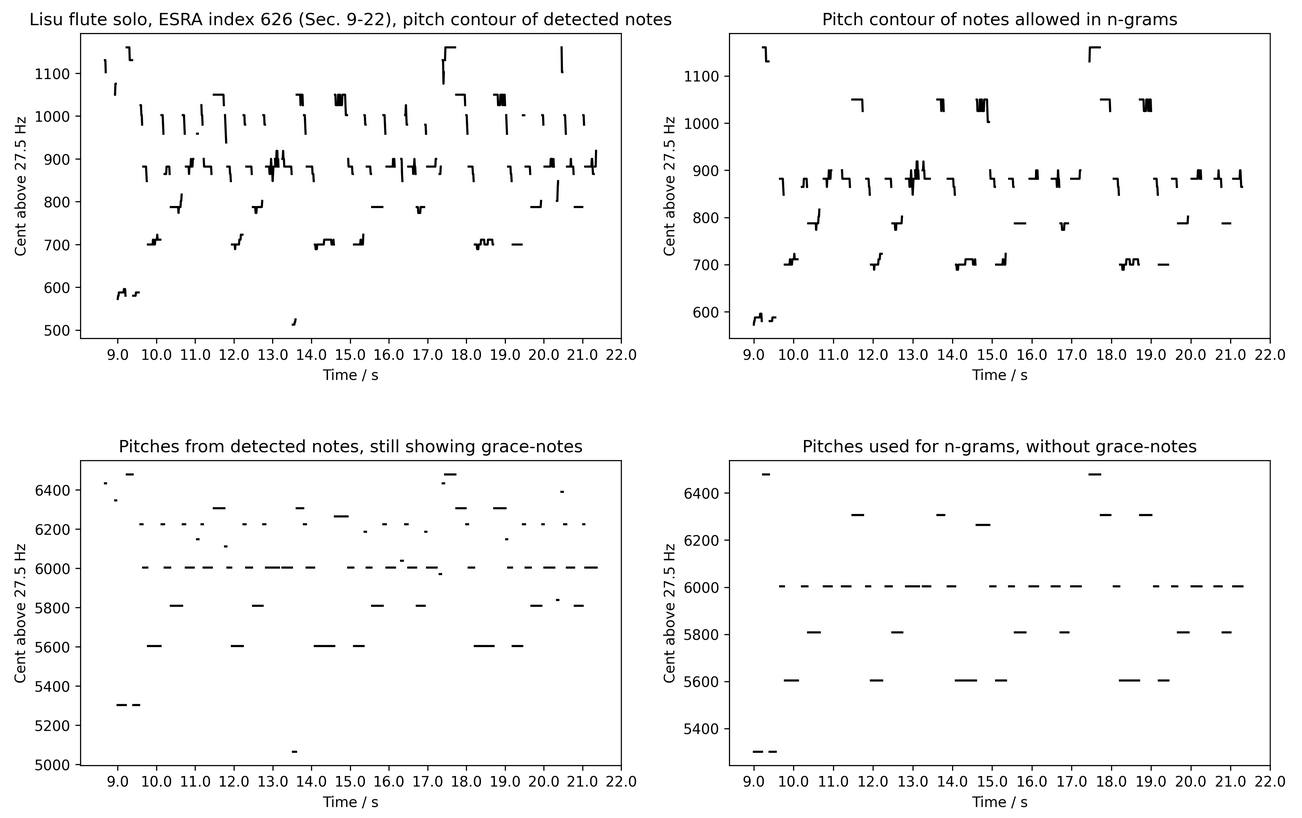 Lisu flute solo, ESRA index 626 (Sec. 9-22), pitch contour of detected notes
Cent above 27.5 Hz
1100
1000
900
800
700
600
500
9.0 10.0 11.0 12.0 13.0 14.0 15.0 16.0 17.0 18.0 19.0 20.0 21.0 22.0
Time / s
Pitch contour of notes allowed in n-grams
Cent above 27.5 Hz
1100
1000
900
800
700
600
9.0 10.0 11.0 12.0 13.0 14.0 15.0 16.0 17.0 18.0 19.0 20.0 21.0 22.0
Time / s
Pitches from detected notes, still showing grace-notes
Cent above 27.5 Hz
6400
6200
6000
5800
5600
5400
5200
5000
9.0 10.0 11.0 12.0 13.0 14.0 15.0 16.0 17.0 18.0 19.0 20.0 21.0 22.0
Time / s
Pitches used for n-grams, without grace-notes
Cent above 27.5 Hz
6400
6200
6000
5800
5600
5400
9.0 10.0 11.0 12.0 13.0 14.0 15.0 16.0 17.0 18.0 19.0 20.0 21.0 22.0
Time / s